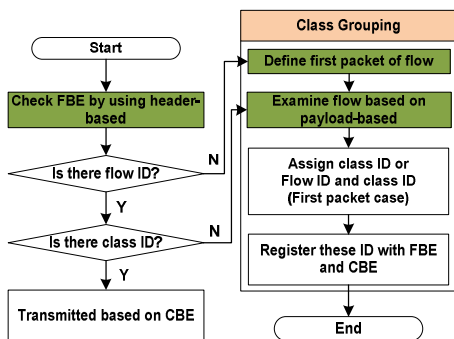 Start
Check FBE by using header-
based
Is there flow ID?
N
Y
Is there class ID?
N
Y
Transmitted based on CBE
Class Grouping
Define first packet of flow
Examine flow based on
payload-based
Assign class ID or
Flow ID and class ID
(First packet case)
Register these ID with FBE
and CBE
End